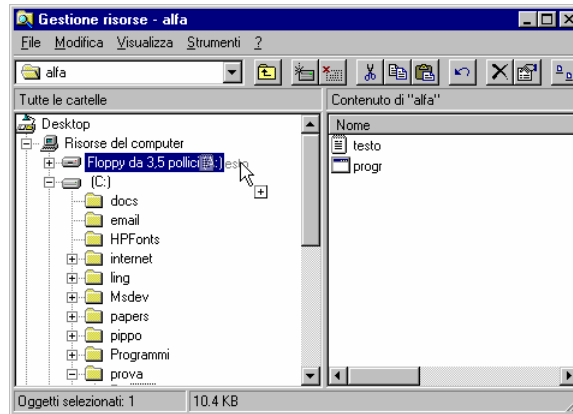 Gestione risorse - alfa
File Modifica Visualizza Strumenti ?
alfa
Tutte le cartelle
Contenuto di "alfa"
Desktop
Risorse del computer
Floppy da 3,5 pollici :)
(C:)
docs
email
HPFonts
internet
ling
Msdev
papers
pippo
Programmi
prova
Nome
testo
progr
Oggetti selezionati: 1
10.4 KB